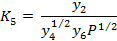 K₅ = y₂ / (y₄^{1/2} y₆ P^{1/2})